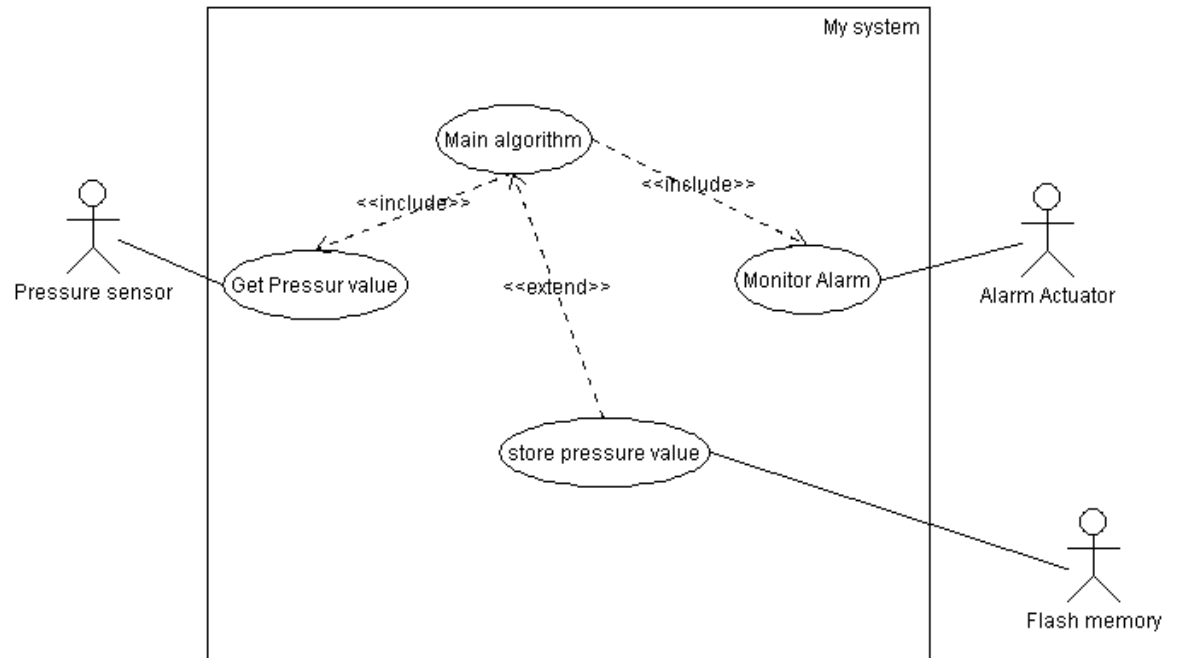 My system
Main algorithm
<<include>>
<<include>>
Pressure sensor
Get Pressur value
<<extend>>
Monitor Alarm
Alarm Actuator
store pressure value
Flash memory